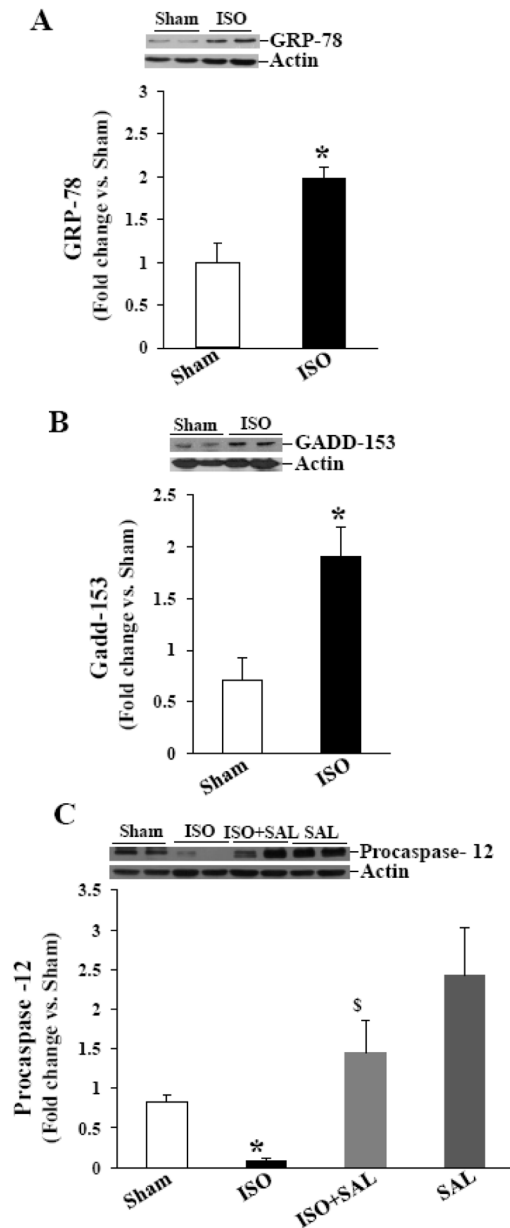 A
Sham ISO
GRP-78
Actin
GRP-78
(Fold change vs. Sham)
3
2.5
2
1.5
1
0.5
0
*
Sham
ISO
B
Sham ISO
GADD-153
Actin
Gadd-153
(Fold change vs. Sham)
2.5
2
1.5
1
0.5
0
*
Sham
ISO
C
Sham ISO ISO+SAL SAL
Procaspase- 12
Actin
Procaspase -12
((Fold change vs. Sham)
3.5
3
2.5
2
1.5
1
0.5
0
*
$
Sham
ISO
ISO+SAL
SAL